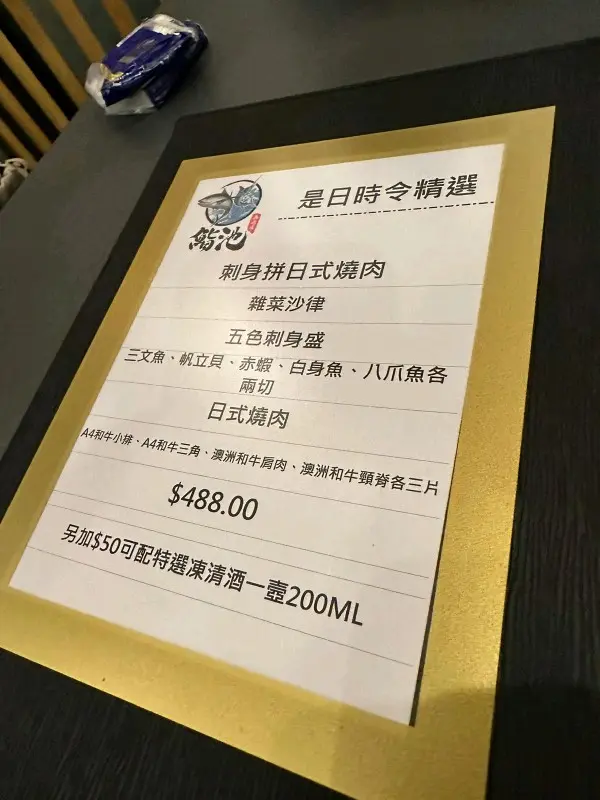 是日時令精選
鮨池
刺身拼日式燒肉
雜菜沙律
五色刺身盛
三文魚、帆立貝、赤蝦、白身魚、八爪魚各
兩切
日式燒肉
A4和牛小排、A4和牛三角、澳洲和牛肩肉、澳洲和牛頸脊各三片
$488.00
另加$50可配特選凍清酒一壺200ML